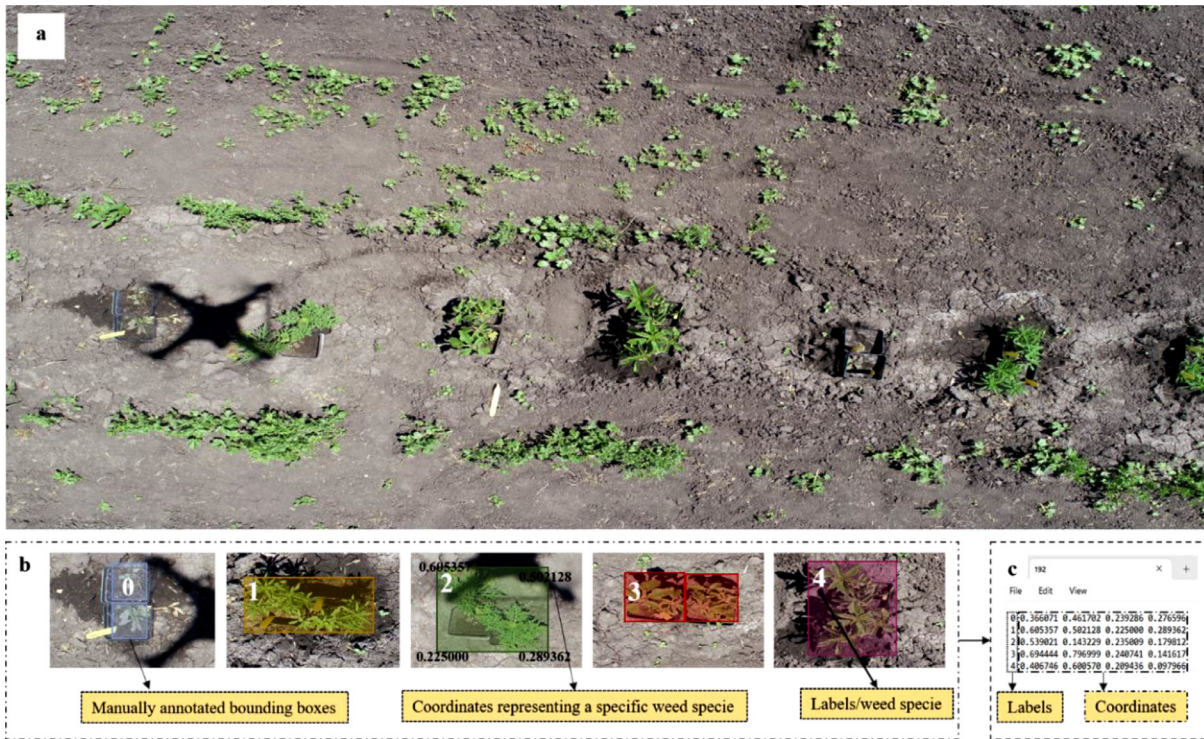 a
b
0
1
0.605357
0.502128
2
0.225000
0.289362
3
4
Manually annotated bounding boxes
Coordinates representing a specific weed specie
Labels/weed specie
c
192
File Edit View
0 0.366071 0.461702 0.239286 0.276596
1 0.605357 0.502128 0.225000 0.289362
2 0.539021 0.143229 0.235009 0.179812
3 0.694444 0.796999 0.240741 0.141617
4 0.406746 0.600570 0.209436 0.097966
Labels
Coordinates